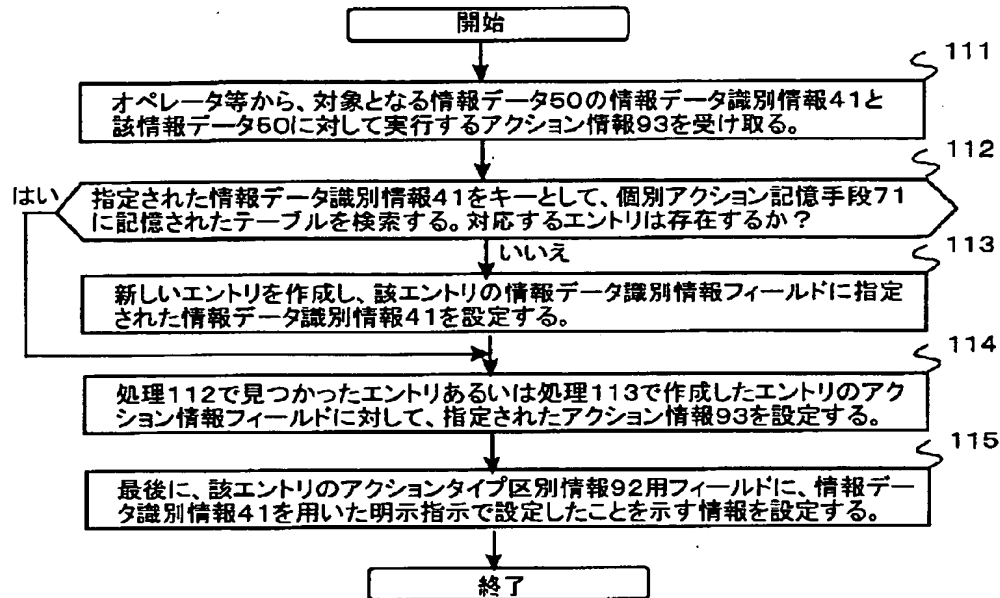 開始
111
オペレータ等から、対象となる情報データ50の情報データ識別情報41と
該情報データ50に対して実行するアクション情報93を受け取る。
112
はい
指定された情報データ識別情報41をキーとして、個別アクション記憶手段71
に記憶されたテーブルを検索する。対応するエントリは存在するか？
いいえ
113
新しいエントリを作成し、該エントリの情報データ識別情報フィールドに指定
された情報データ識別情報41を設定する。
114
処理112で見つかったエントリあるいは処理113で作成したエントリのアク
ション情報フィールドに対して、指定されたアクション情報93を設定する。
115
最後に、該エントリのアクションタイプ区別情報92用フィールドに、情報デー
タ識別情報41を用いた明示指示で設定したことを示す情報を設定する。
終了